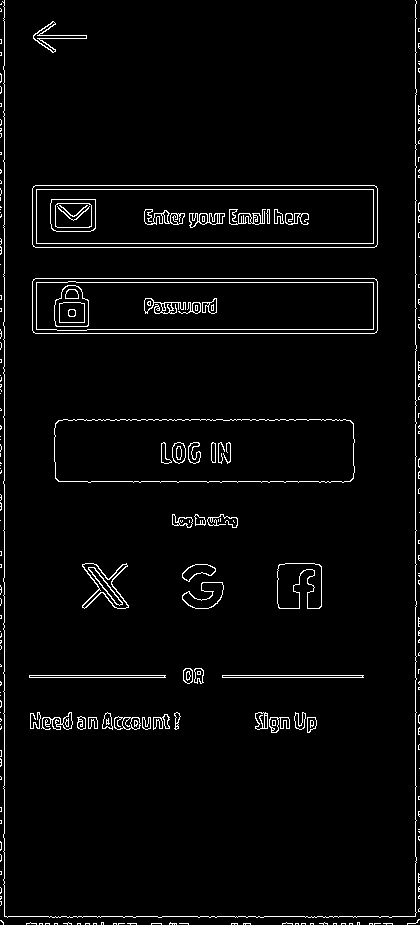 Enter your Email here
Password
LOG IN
Log in using
OR
Need an Account ? Sign Up